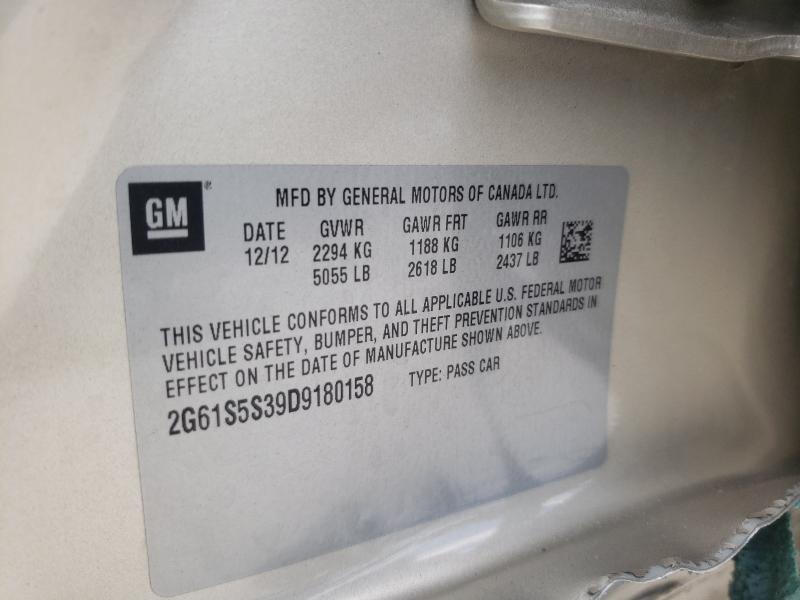 GM
MFD BY GENERAL MOTORS OF CANADA LTD.
DATE GVWR GAWR FRT GAWR RR
12/12 2294 KG 1188 KG 1106 KG
5055 LB 2618 LB 2437 LB
THIS VEHICLE CONFORMS TO ALL APPLICABLE U.S. FEDERAL MOTOR
VEHICLE SAFETY, BUMPER, AND THEFT PREVENTION STANDARDS IN
EFFECT ON THE DATE OF MANUFACTURE SHOWN ABOVE.
2G61S5S39D9180158 TYPE: PASS CAR